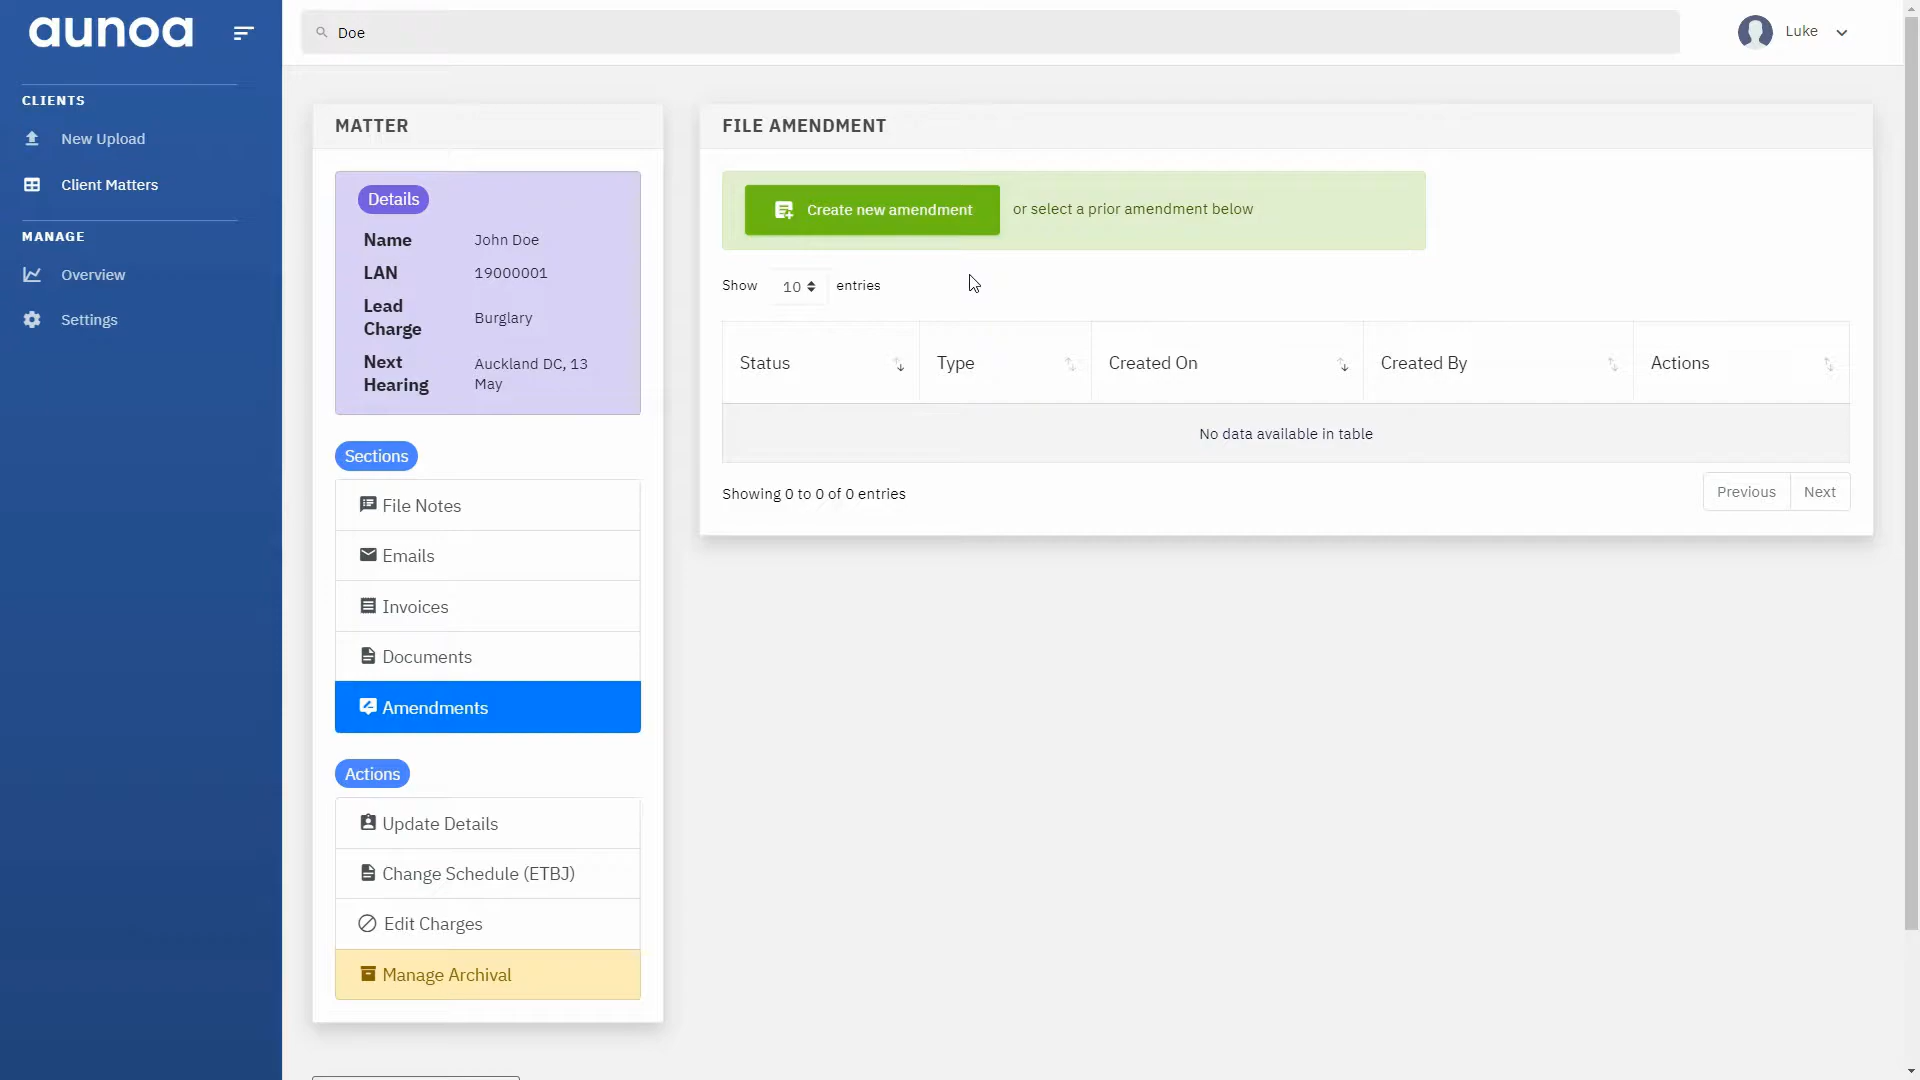 aunoa
Doe
Luke
CLIENTS
New Upload
Client Matters
MANAGE
Overview
Settings
MATTER
Details
Name John Doe
LAN 19000001
Lead
Charge
Burglary
Next
Hearing
Auckland DC, 13
May
Sections
File Notes
Emails
Invoices
Documents
Amendments
Actions
Update Details
Change Schedule (ETBJ)
Edit Charges
Manage Archival
FILE AMENDMENT
Create new amendment or select a prior amendment below
Show 10 entries
Status Type Created On Created By Actions
No data available in table
Showing 0 to 0 of 0 entries
Previous Next